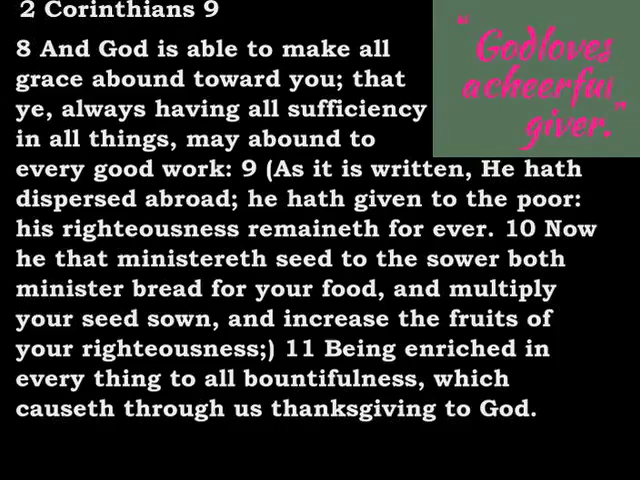 2 Corinthians 9
8 And God is able to make all
grace abound toward you; that
ye, always having all sufficiency
in all things, may abound to
every good work: 9 (As it is written, He hath
dispersed abroad; he hath given to the poor:
his righteousness remaineth for ever. 10 Now
he that ministereth seed to the sower both
minister bread for your food, and multiply
your seed sown, and increase the fruits of
your righteousness;) 11 Being enriched in
every thing to all bountifulness, which
causeth through us thanksgiving to God.
"God loves
a cheerful
giver."